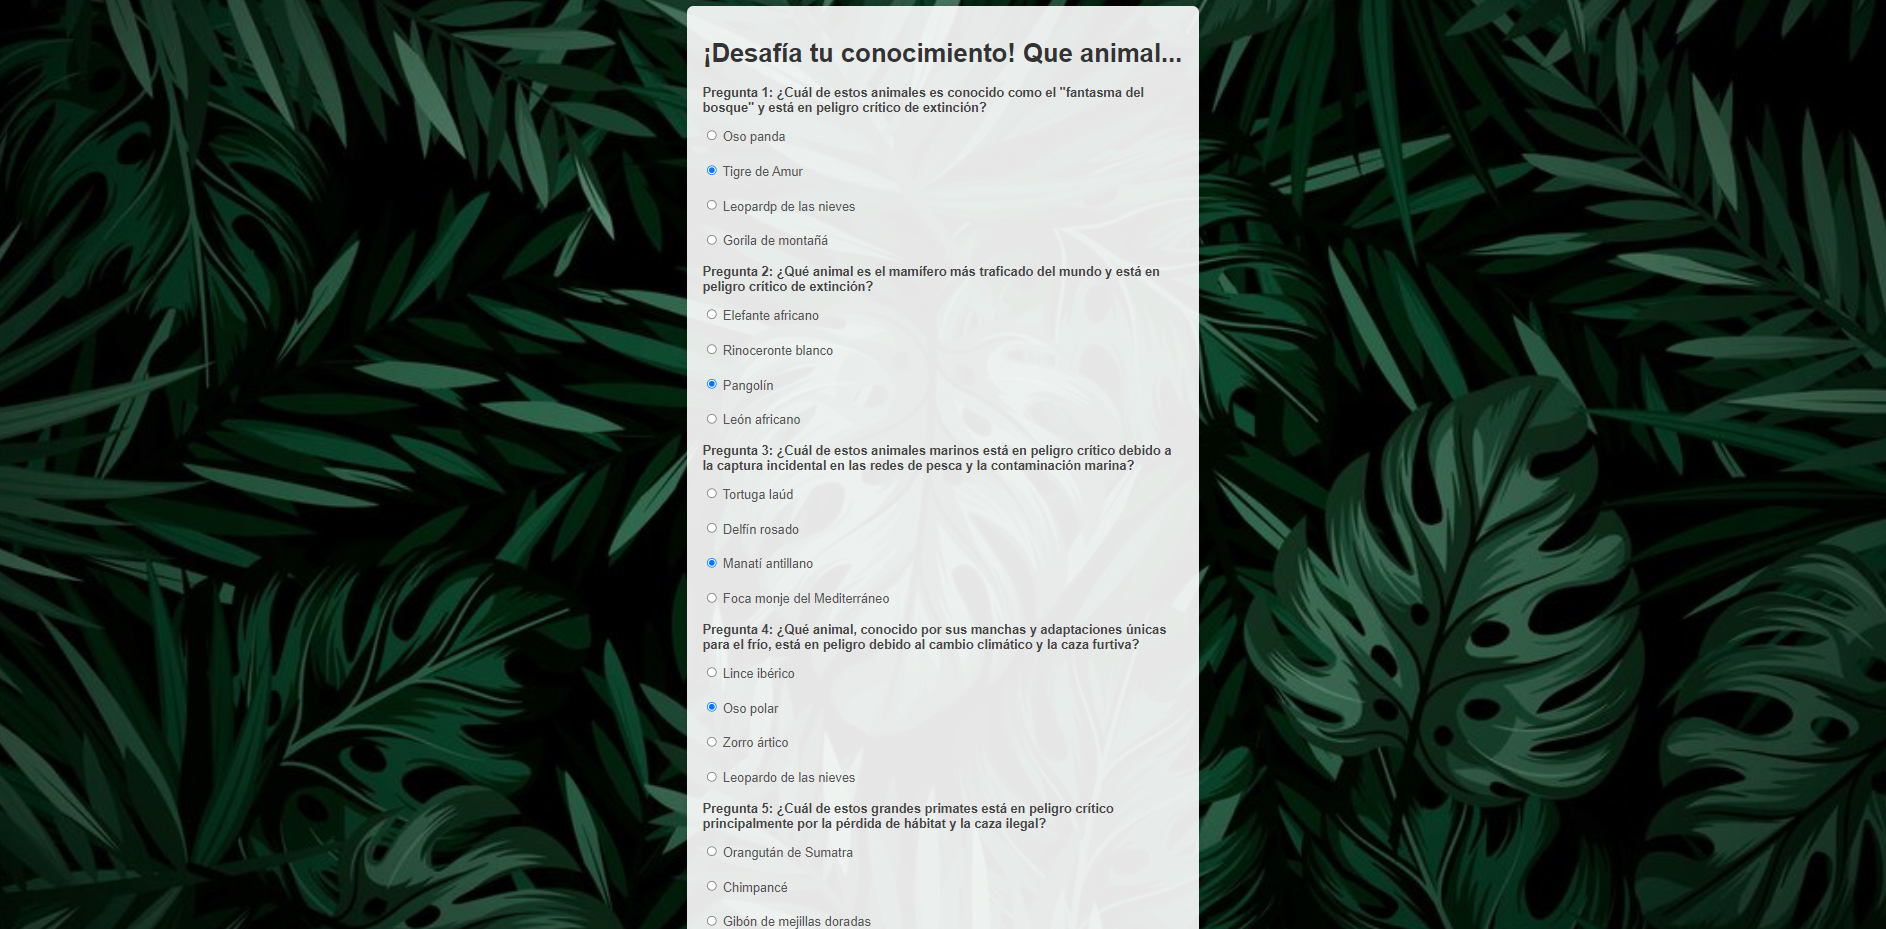 ¡Desafía tu conocimiento! Que animal...
Pregunta 1: ¿Cuál de estos animales es conocido como el "fantasma del
bosque" y está en peligro crítico de extinción?
Oso panda
Tigre de Amur
Leopardp de las nieves
Gorila de montañá
Pregunta 2: ¿Qué animal es el mamífero más traficado del mundo y está en
peligro crítico de extinción?
Elefante africano
Rinoceronte blanco
Pangolín
León africano
Pregunta 3: ¿Cuál de estos animales marinos está en peligro crítico debido a
la captura incidental en las redes de pesca y la contaminación marina?
Tortuga laúd
Delfín rosado
Manatí antillano
Foca monje del Mediterráneo
Pregunta 4: ¿Qué animal, conocido por sus manchas y adaptaciones únicas
para el frío, está en peligro debido al cambio climático y la caza furtiva?
Lince ibérico
Oso polar
Zorro ártico
Leopardo de las nieves
Pregunta 5: ¿Cuál de estos grandes primates está en peligro crítico
principalmente por la pérdida de hábitat y la caza ilegal?
Orangután de Sumatra
Chimpancé
Gibón de mejillas doradas